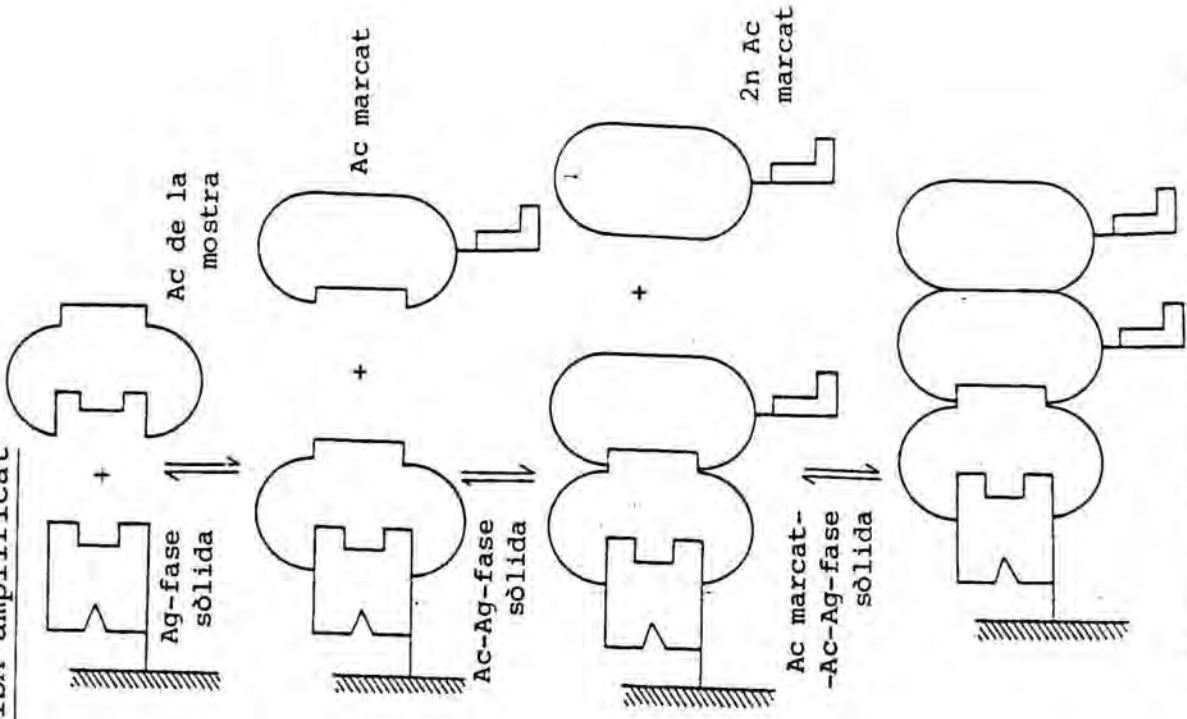 amplificat
+
Ag-fase
sòlida
Ac de la
mostra
+
Ac marcat
Ac-Ag-fase
sòlida
+
2n Ac
marcat
Ac marcat-
-Ac-Ag-fase
sòlida